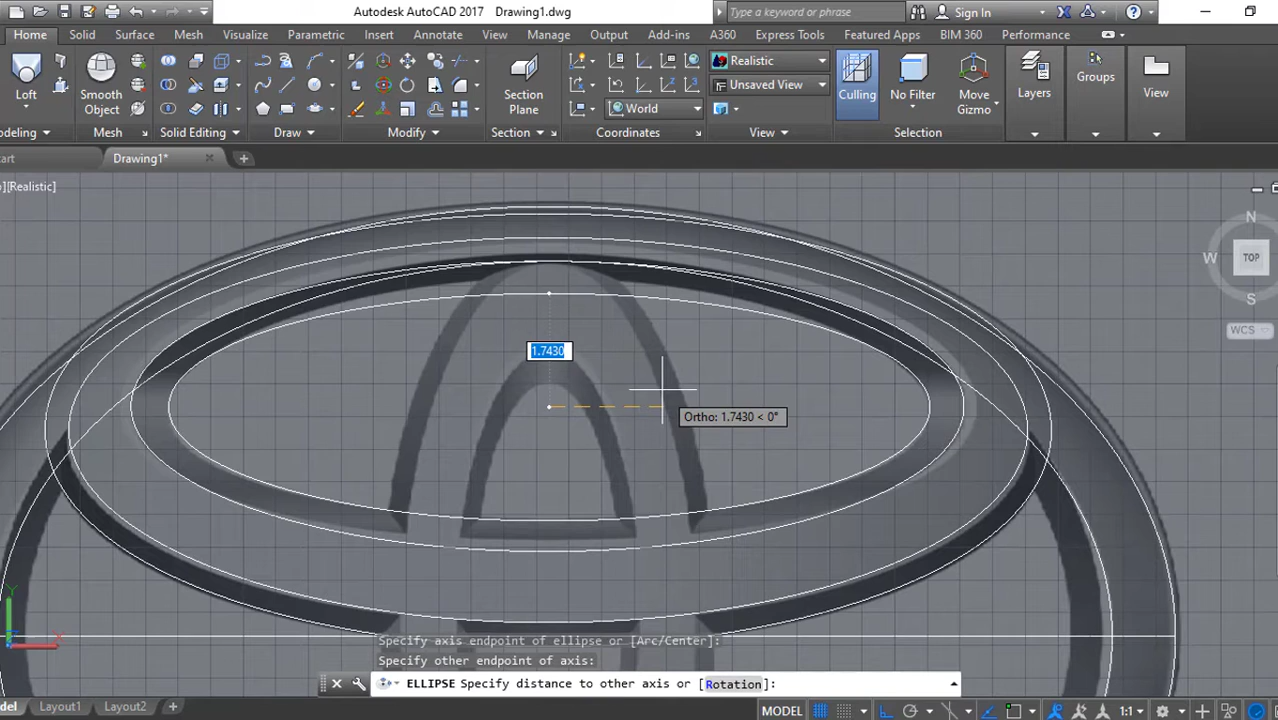 Autodesk AutoCAD 2017 Drawing1.dwg
Type a keyword or phrase
Sign In
Home Solid Surface Mesh Visualize Parametric Insert Annotate View Manage Output Add-ins A360 Express Tools Featured Apps BIM 360 Performance
Loft
Smooth
Object
Section
Plane
Realistic
Unsaved View
World
Culling
No Filter
Move
Gizmo
Layers
Groups
View
deling Mesh Solid Editing Draw Modify Section Coordinates View Selection
tart Drawing1*
)[Realistic]
N
W TOP
S
WCS
1.7430
Ortho: 1.7430 < 0°
Y
X
Specify axis endpoint of ellipse or [Arc/Center]:
Specify other endpoint of axis:
ELLIPSE Specify distance to other axis or [Rotation]:
del Layout1 Layout2
MODEL 1:1